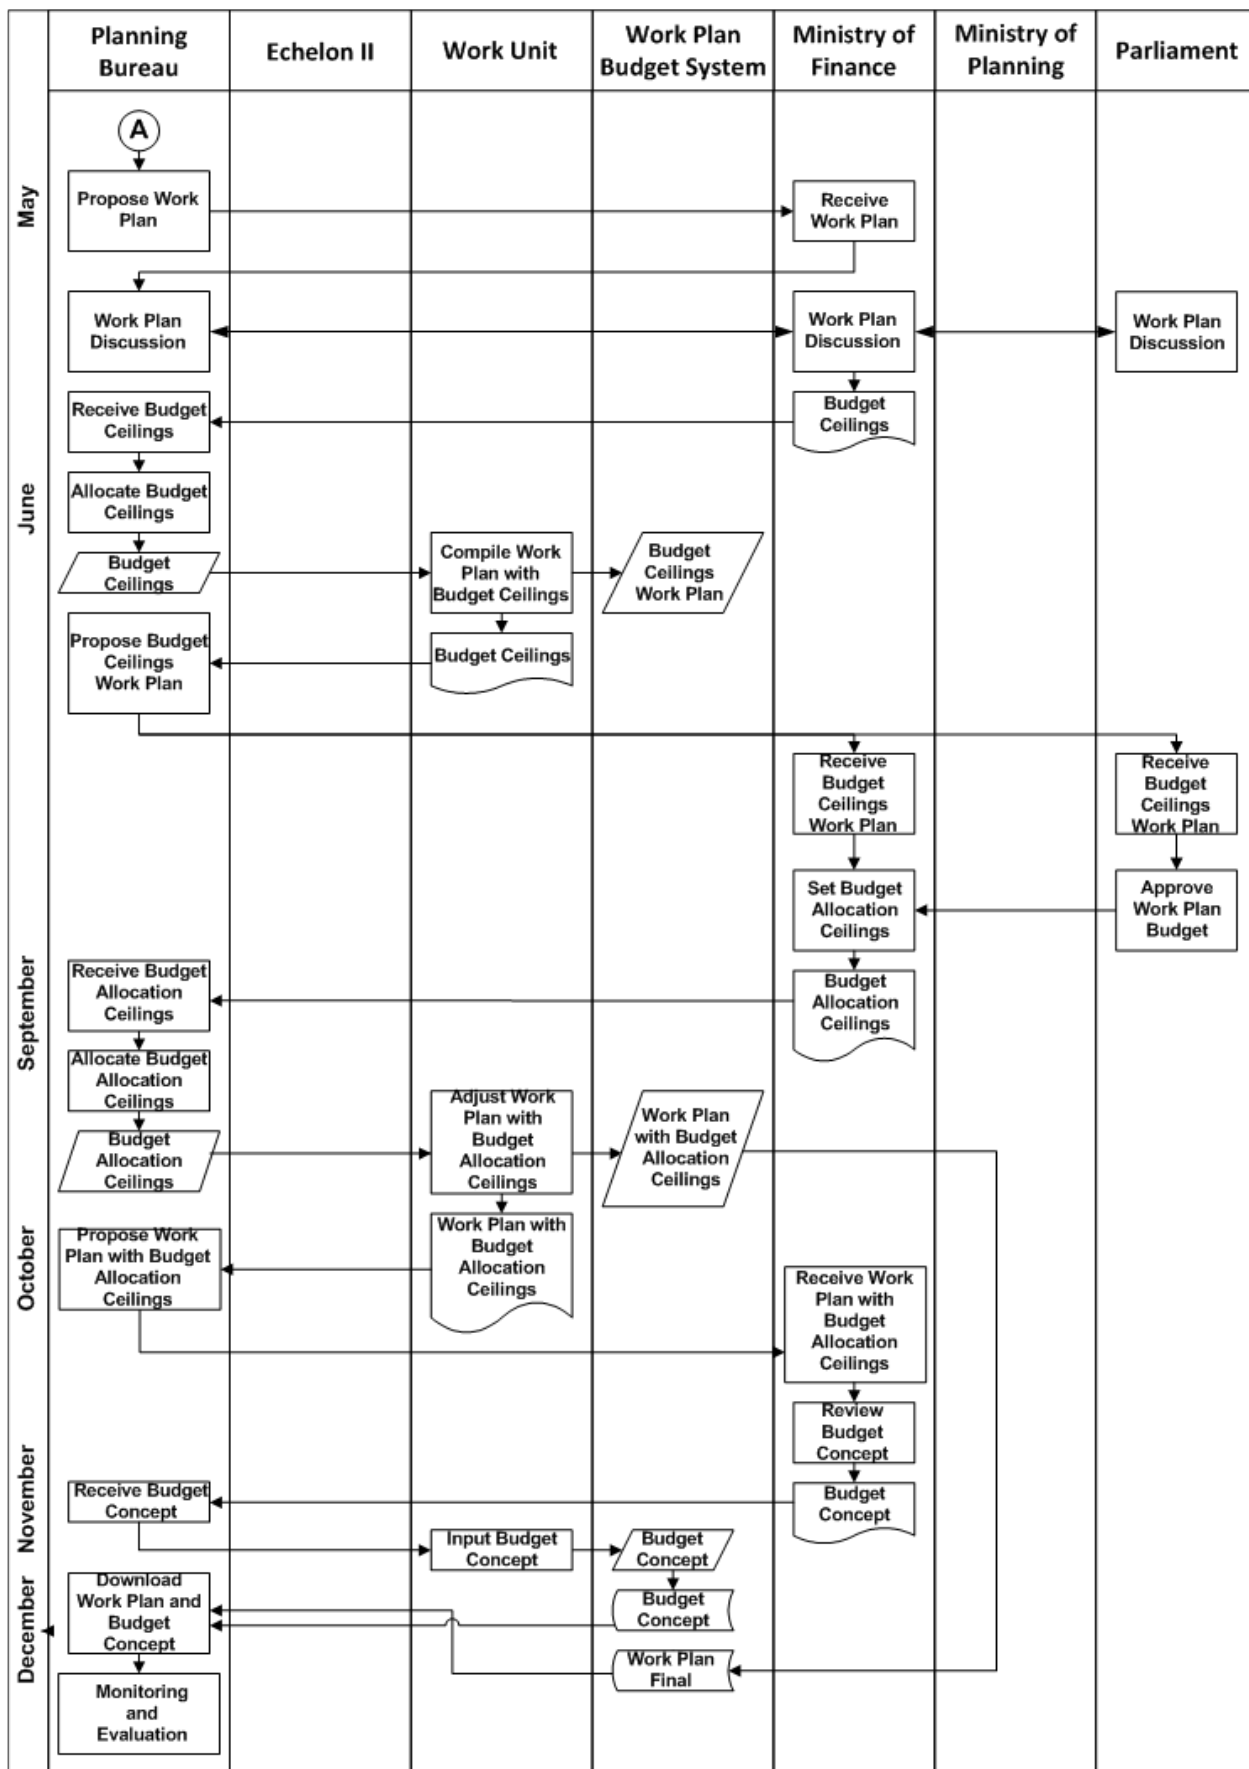 Planning
Bureau
Echelon II
Work Unit
Work Plan
Budget System
Ministry of
Finance
Ministry of
Planning
Parliament
May
A
Propose Work
Plan
Receive
Work Plan
Work Plan
Discussion
Work Plan
Discussion
Work Plan
Discussion
Receive Budget
Ceilings
Budget
Ceilings
June
Allocate Budget
Ceilings
Budget
Ceilings
Compile Work
Plan with
Budget Ceilings
Budget
Ceilings
Work Plan
Propose Budget
Ceilings
Work Plan
Budget Ceilings
Receive
Budget
Ceilings
Work Plan
Receive
Budget
Ceilings
Work Plan
Set Budget
Allocation
Ceilings
Approve
Work Plan
Budget
September
Receive Budget
Allocation
Ceilings
Budget
Allocation
Ceilings
Allocate Budget
Allocation
Ceilings
Budget
Allocation
Ceilings
Adjust Work
Plan with
Budget
Allocation
Ceilings
Work Plan
with Budget
Allocation
Ceilings
October
Propose Work
Plan with Budget
Allocation
Ceilings
Work Plan with
Budget
Allocation
Ceilings
Receive Work
Plan with
Budget
Allocation
Ceilings
Review
Budget
Concept
November
Receive Budget
Concept
Budget
Concept
Input Budget
Concept
Budget
Concept
December
Download
Work Plan and
Budget
Concept
Budget
Concept
Work Plan
Final
Monitoring
and
Evaluation